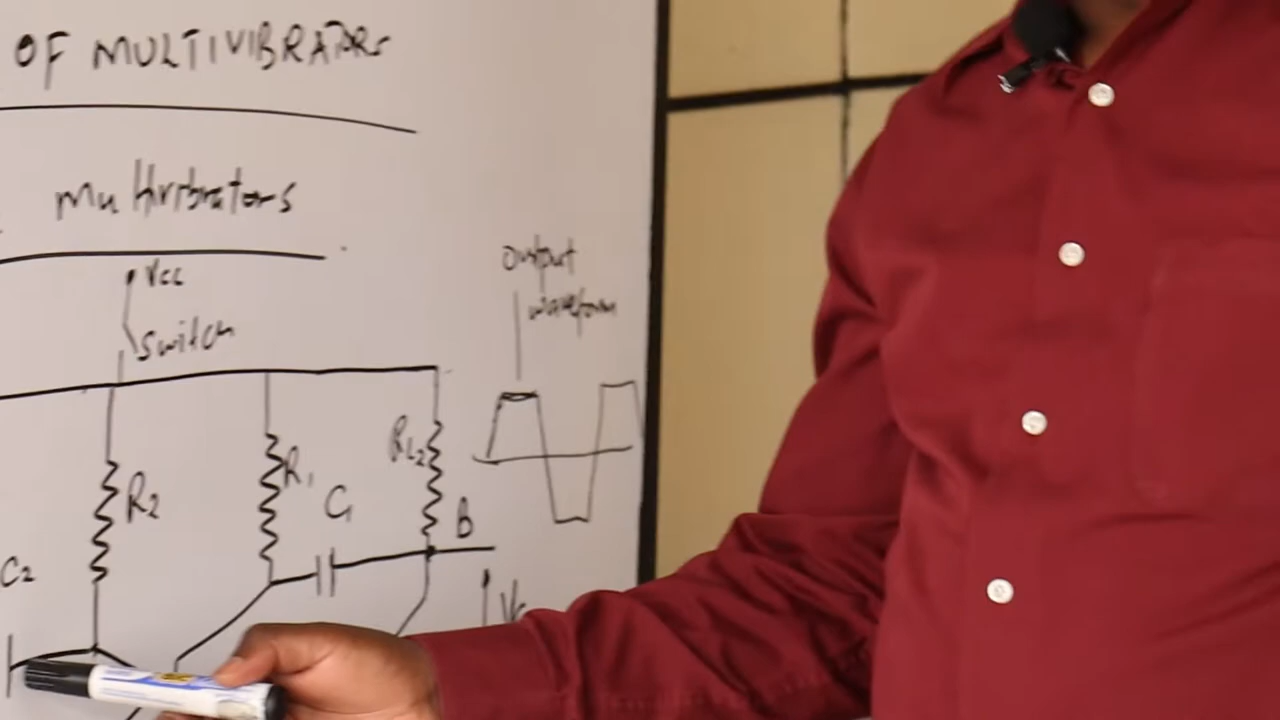 OF MULTIVIBRATORS
Multivibrators
Vcc
Switch
output
waveform
R2
R1
C1
RL2
B
C2